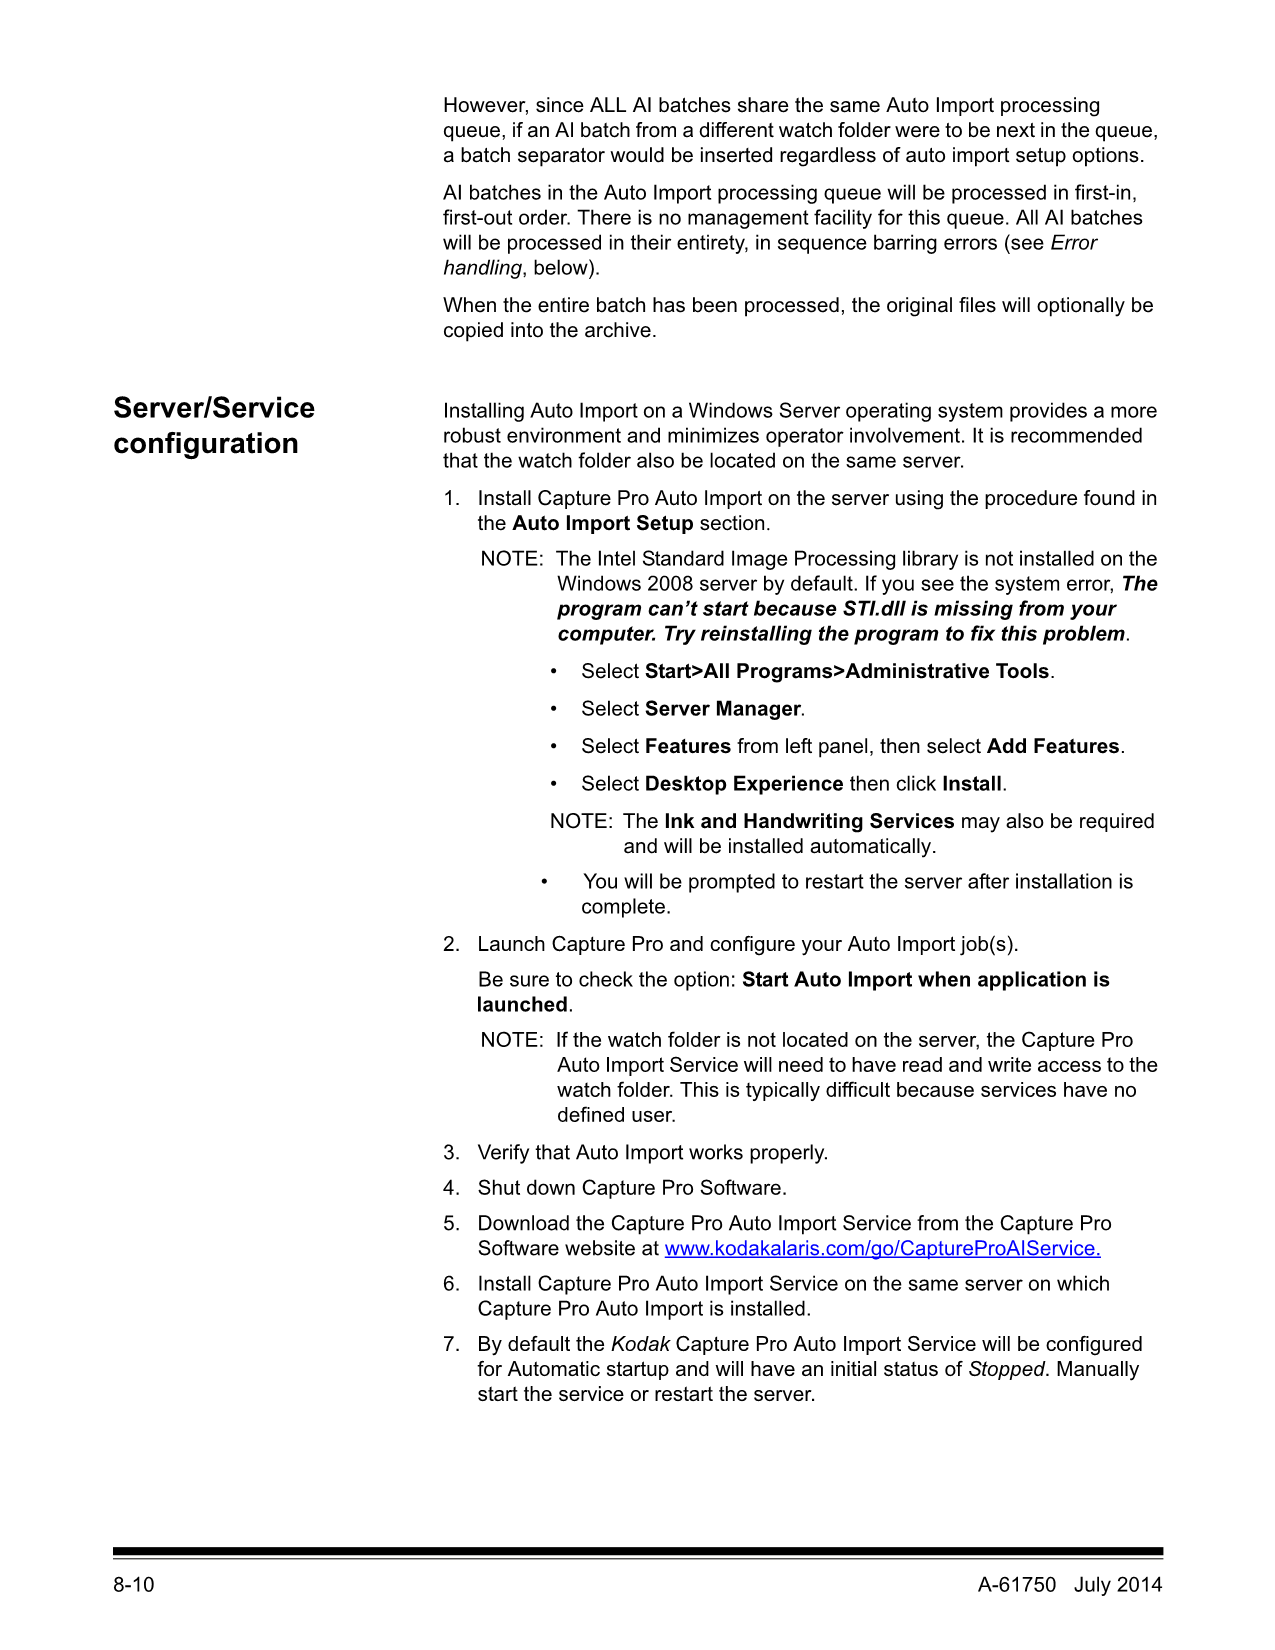 However, since ALL AI batches share the same Auto Import processing
queue, if an AI batch from a different watch folder were to be next in the queue,
a batch separator would be inserted regardless of auto import setup options.
AI batches in the Auto Import processing queue will be processed in first-in,
first-out order. There is no management facility for this queue. All AI batches
will be processed in their entirety, in sequence barring errors (see Error
handling, below).
When the entire batch has been processed, the original files will optionally be
copied into the archive.
Server/Service
configuration
Installing Auto Import on a Windows Server operating system provides a more
robust environment and minimizes operator involvement. It is recommended
that the watch folder also be located on the same server.
1. Install Capture Pro Auto Import on the server using the procedure found in
the Auto Import Setup section.
NOTE: The Intel Standard Image Processing library is not installed on the
Windows 2008 server by default. If you see the system error, The
program can’t start because STI.dll is missing from your
computer. Try reinstalling the program to fix this problem.
• Select Start>All Programs>Administrative Tools.
• Select Server Manager.
• Select Features from left panel, then select Add Features.
• Select Desktop Experience then click Install.
NOTE: The Ink and Handwriting Services may also be required
and will be installed automatically.
• You will be prompted to restart the server after installation is
complete.
2. Launch Capture Pro and configure your Auto Import job(s).
Be sure to check the option: Start Auto Import when application is
launched.
NOTE: If the watch folder is not located on the server, the Capture Pro
Auto Import Service will need to have read and write access to the
watch folder. This is typically difficult because services have no
defined user.
3. Verify that Auto Import works properly.
4. Shut down Capture Pro Software.
5. Download the Capture Pro Auto Import Service from the Capture Pro
Software website at www.kodakalaris.com/go/CaptureProAIService.
6. Install Capture Pro Auto Import Service on the same server on which
Capture Pro Auto Import is installed.
7. By default the Kodak Capture Pro Auto Import Service will be configured
for Automatic startup and will have an initial status of Stopped. Manually
start the service or restart the server.
8-10 A-61750 July 2014